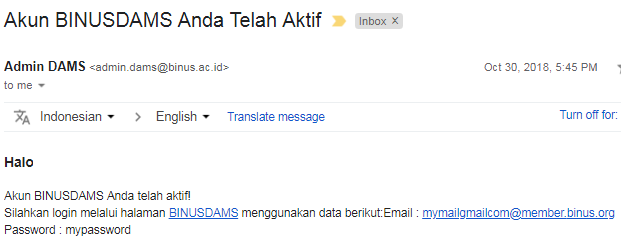 Akun BINUSDAMS Anda Telah Aktif Inbox x
Admin DAMS <admin.dams@binus.ac.id> Oct 30, 2018, 5:45 PM
to me
Indonesian > English Translate message Turn off for:
Halo
Akun BINUSDAMS Anda telah aktif!
Silahkan login melalui halaman BINUSDAMS menggunakan data berikut:Email : mymailgmailcom@member.binus.org
Password : mypassword